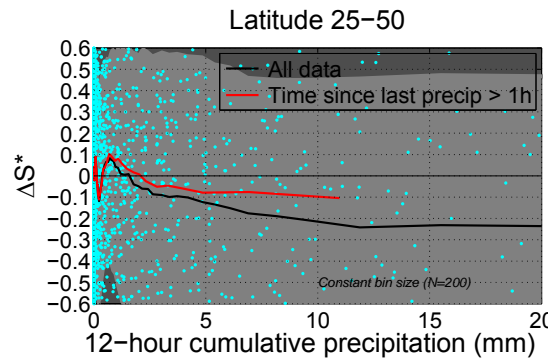 Latitude 25−50
0.6
0.5
0.4
0.3
0.2
0.1
0
−0.1
−0.2
−0.3
−0.4
−0.5
−0.6
ΔS*
All data
Time since last precip > 1h
Constant bin size (N=200)
0 5 10 15 20
12-hour cumulative precipitation (mm)